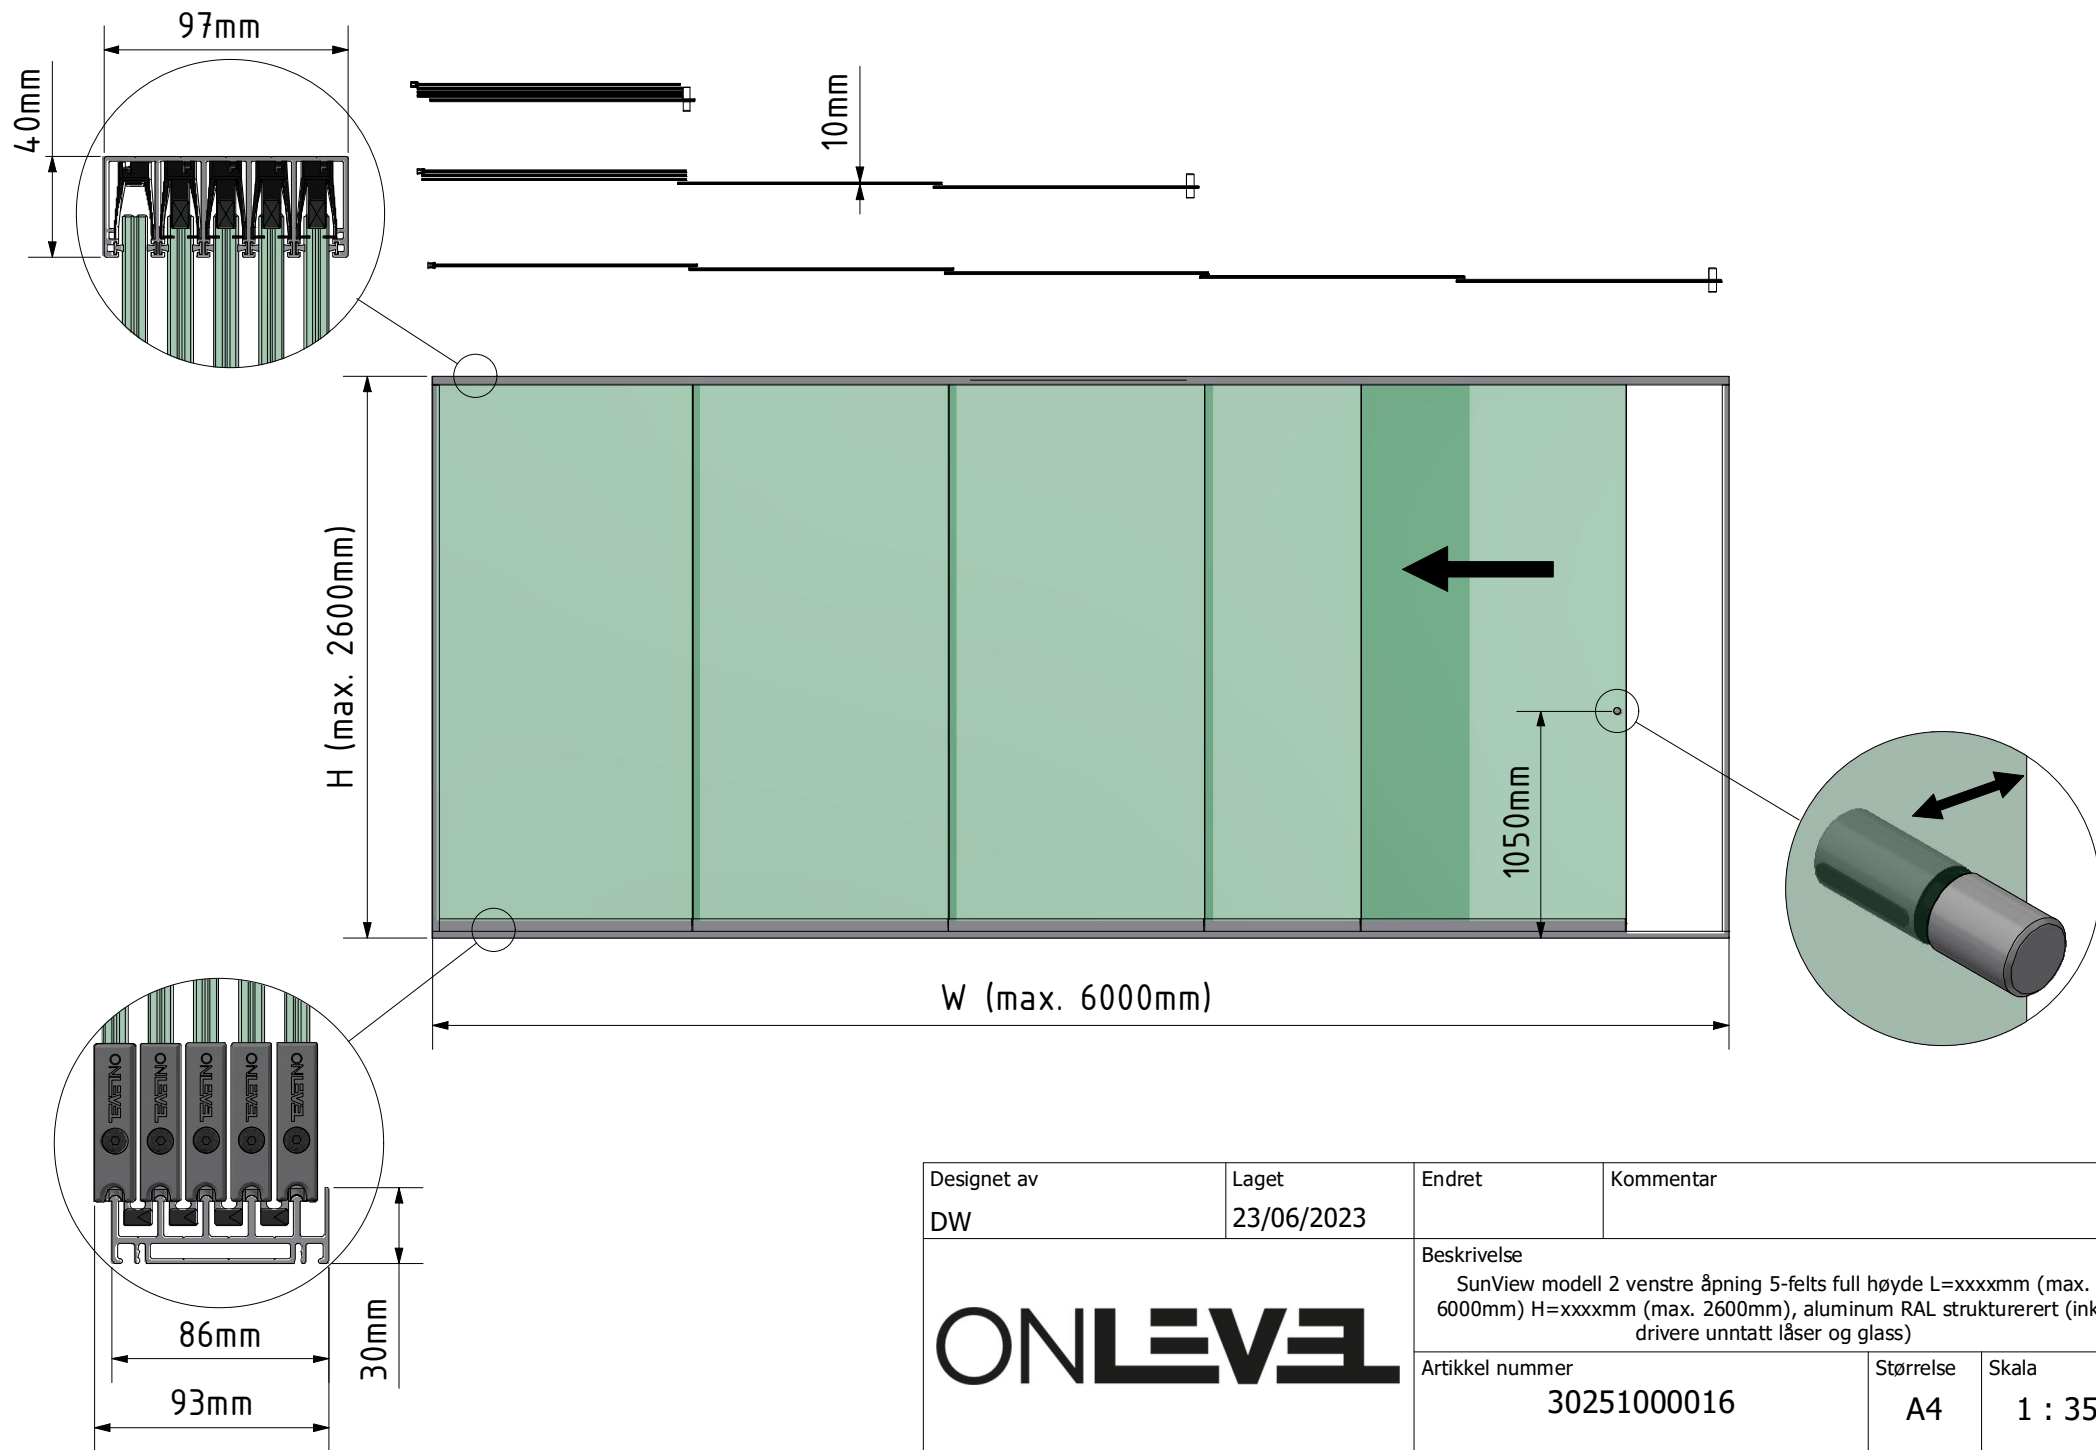 97mm
40mm
10mm
H (max. 2600mm)
1050mm
W (max. 6000mm)
ONLEVEL
ONLEVEL
ONLEVEL
ONLEVEL
ONLEVEL
86mm
93mm
30mm
Designet av
DW
Laget
23/06/2023
Endret
Kommentar
ONLEVEL
Beskrivelse
SunView modell 2 venstre åpning 5-felts full høyde L=xxxxmm (max.
6000mm) H=xxxxmm (max. 2600mm), aluminum RAL strukturerert (ink
drivere unntatt låser og glass)
Artikkel nummer
30251000016
Størrelse
A4
Skala
1 : 35